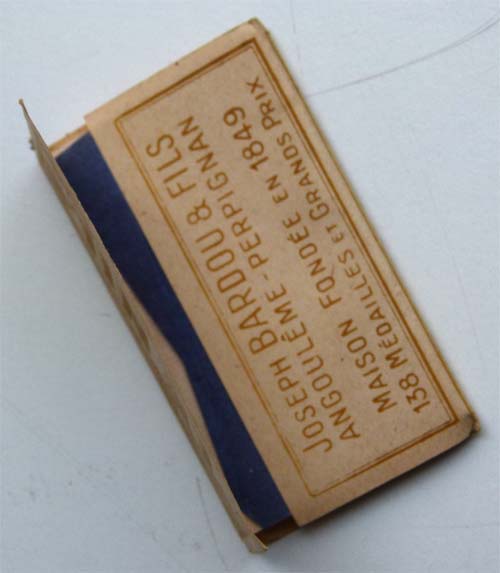 JOSEPH BARDOU & FILS
ANGOULÊME - PERPIGNAN
MAISON FONDÉE EN 1849
138 MÉDAILLES ET GRANDS PRIX